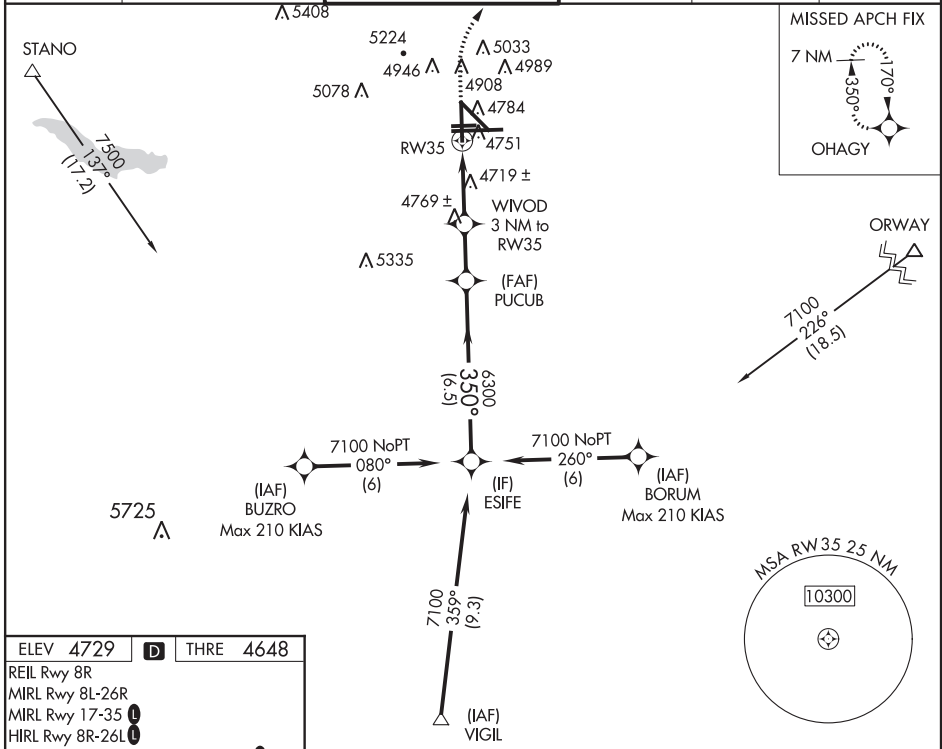 5408
MISSED APCH FIX
7 NM
350°
170°
OHAGY
STANO
7500
137°
(17.2)
5224
5033
4946
4989
5078
4908
4784
4751
RW35
4719 ±
4769 ±
WIVOD
3 NM to
RW35
5335
(FAF)
PUCUB
ORWAY
7100
226°
(18.5)
6300
350°
(6.5)
7100 NoPT
080°
(6)
7100 NoPT
260°
(6)
(IAF)
BUZRO
Max 210 KIAS
(IF)
ESIFE
(IAF)
BORUM
Max 210 KIAS
5725
7100
359°
(9.3)
(IAF)
VIGIL
MSA RW35 25 NM
10300
ELEV 4729 D THRE 4648
REIL Rwy 8R
MIRL Rwy 8L-26R
MIRL Rwy 17-35 L
HIRL Rwy 8R-26L L